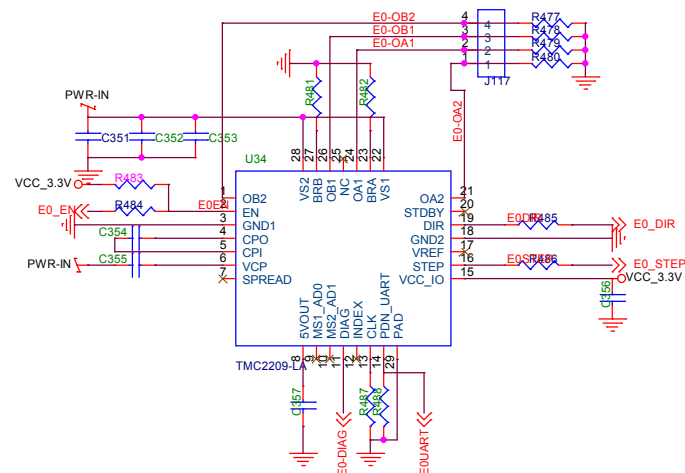 E0-OB2
E0-OB1
E0-OA1
4
3
2
1
4
3
2
1
R477
R478
R479
R480
J117
PWR-IN
R481
R482
E0-OA2
C351
C352
C353
U34
28
27
26
25
24
23
22
VS2
BRB
OB1
NC
OA1
BRA
VS1
VCC_3.3V
R483
E0_EN
R484
E0EN
C354
PWR-IN
C355
1
2
3
4
5
6
7
OB2
EN
GND1
CPO
CPI
VCP
SPREAD
OA2
STDBY
DIR
GND2
VREF
STEP
VCC_IO
21
20
19
18
17
16
15
R485
E0_DIR
R486
E0_STEP
VCC_3.3V
C356
5VOUT
MS1_AD0
MS2_AD1
DIAG
INDEX
CLK
PDN_UART
PAD
TMC2209-LA
8
9
10
11
12
13
14
29
C357
R487
R488
E0-DIAG
E0UART